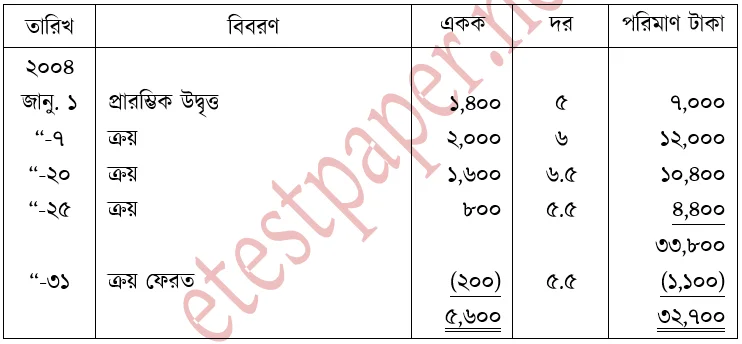 তারিখ বিবরণ একক দর পরিমাণ টাকা
২০০৪
জানু. ১ প্রারম্ভিক উদ্বৃত্ত ১,৪০০ ৫ ৭,০০০
“-৭ ক্রয় ২,০০০ ৬ ১২,০০০
“-২০ ক্রয় ১,৬০০ ৬.৫ ১০,৪০০
“-২৫ ক্রয় ৮০০ ৫.৫ ৪,৪০০
৩৩,৮০০
“-৩১ ক্রয় ফেরত (২০০) ৫.৫ (১,১০০)
৫,৬০০ ৩২,৭০০
etestpaper.net